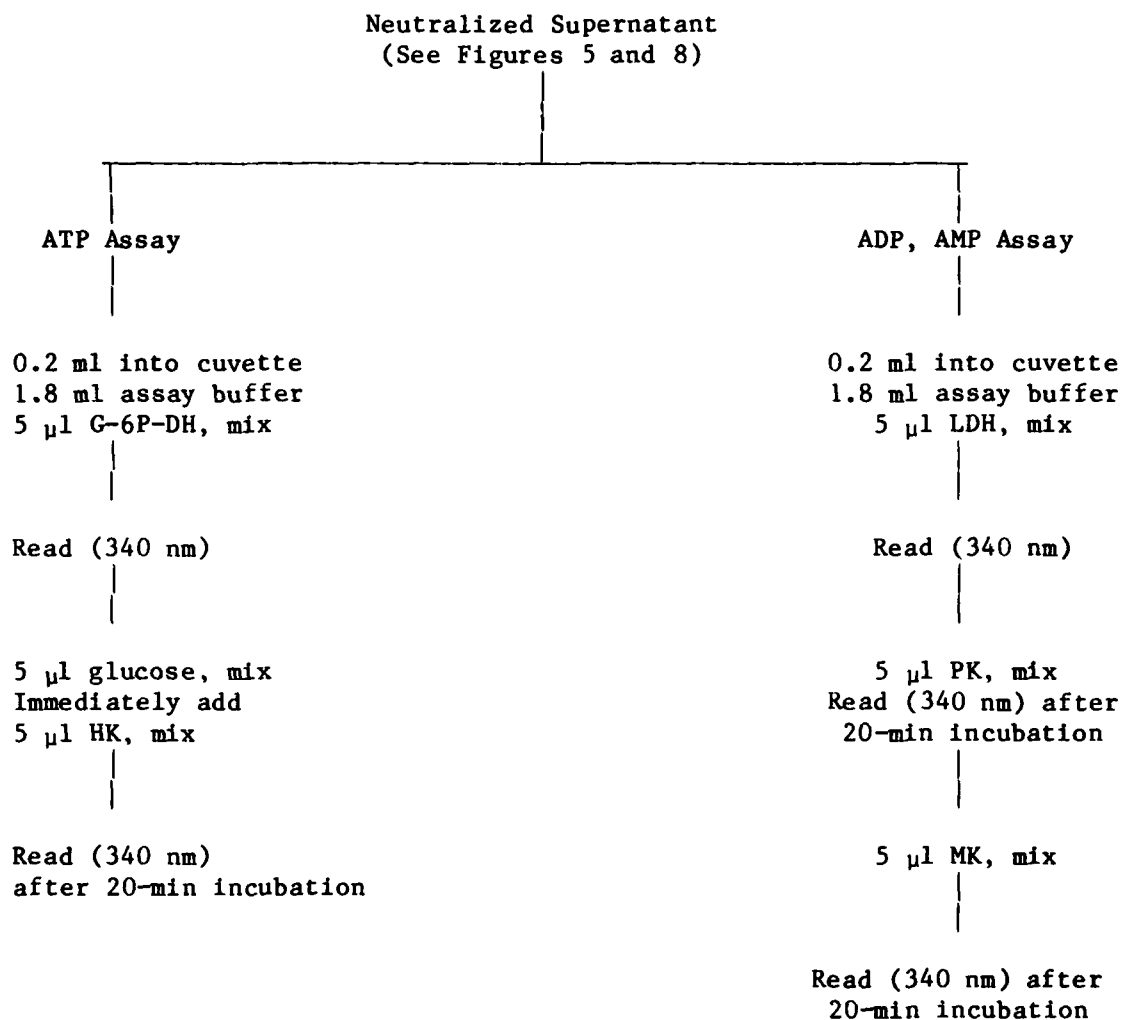 Neutralized Supernatant
(See Figures 5 and 8)
ATP Assay
0.2 ml into cuvette
1.8 ml assay buffer
5 μl G-6P-DH, mix
Read (340 nm)
5 μl glucose, mix
Immediately add
5 μl HK, mix
Read (340 nm)
after 20-min incubation
ADP, AMP Assay
0.2 ml into cuvette
1.8 ml assay buffer
5 μl LDH, mix
Read (340 nm)
5 μl PK, mix
Read (340 nm) after
20-min incubation
5 μl MK, mix
Read (340 nm) after
20-min incubation